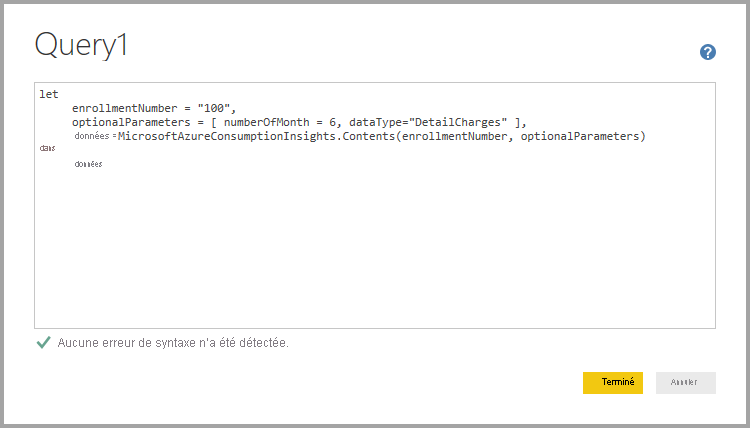 Query1
?
let
enrollmentNumber = "100",
optionalParameters = [ numberOfMonth = 6, dataType="DetailCharges" ],
données =MicrosoftAzureConsumptionInsights.Contents(enrollmentNumber, optionalParameters)
dans
données
Aucune erreur de syntaxe n'a été détectée.
Terminé
Annuler